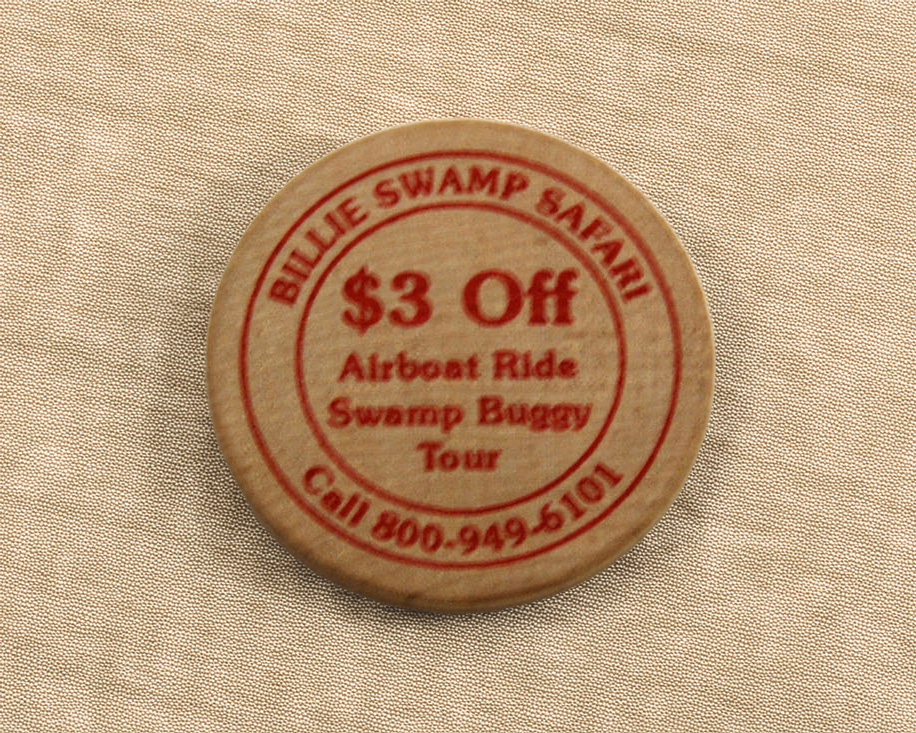 BILLIE SWAMP SAFARI
$3 Off
Airboat Ride
Swamp Buggy
Tour
Call 800-949-6101